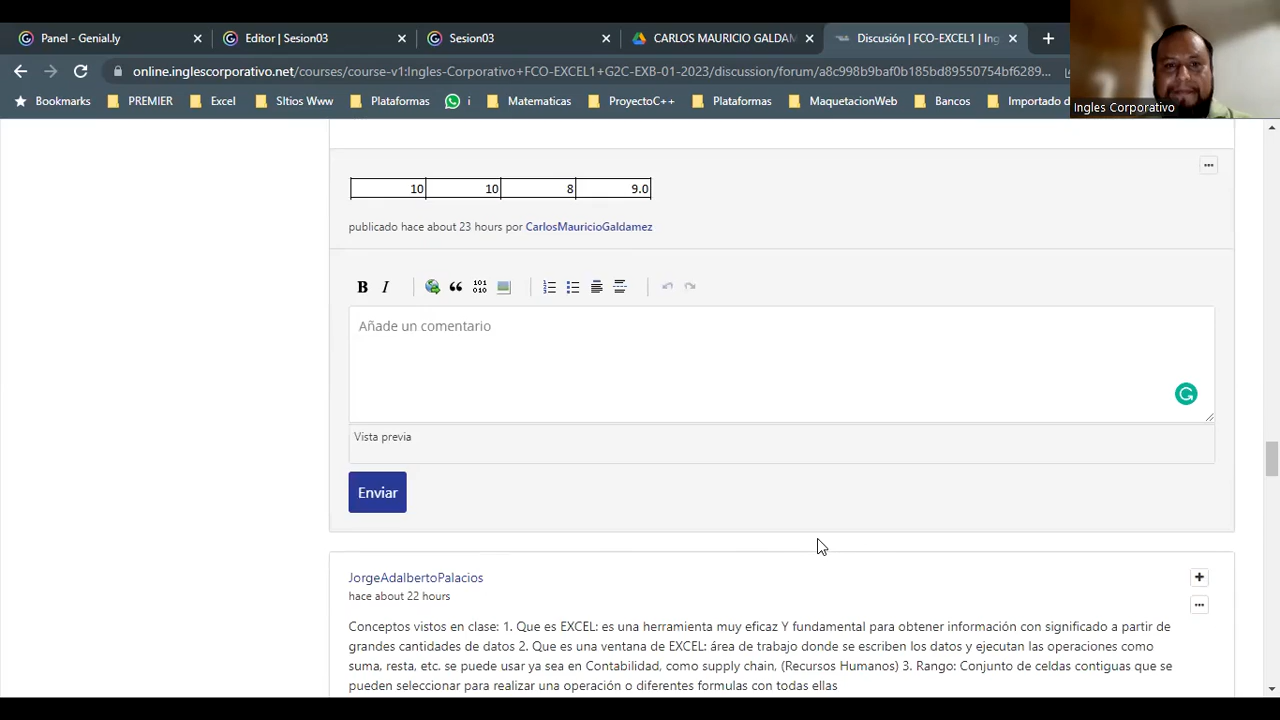 Panel - Genial.ly
Editor | Sesion03
Sesion03
CARLOS MAURICIO GALDAM
Discusión | FCO-EXCEL1 | Ing
online.inglescorporativo.net/courses/course-v1:Ingles-Corporativo+FCO-EXCEL1+G2C-EXB-01-2023/discussion/forum/a8c998b9baf0b185bd89550754bf6289...
Bookmarks
PREMIER
Excel
SItios Www
Plataformas
i
Matematicas
ProyectoC++
Plataformas
MaquetacionWeb
Bancos
Importado d
Ingles Corporativo
10 10 8 9.0
publicado hace about 23 hours por CarlosMauricioGaldamez
B I
101
010
Añade un comentario
Vista previa
Enviar
JorgeAdalbertoPalacios
hace about 22 hours
Conceptos vistos en clase: 1. Que es EXCEL: es una herramienta muy eficaz Y fundamental para obtener información con significado a partir de
grandes cantidades de datos 2. Que es una ventana de EXCEL: área de trabajo donde se escriben los datos y ejecutan las operaciones como
suma, resta, etc. se puede usar ya sea en Contabilidad, como supply chain, (Recursos Humanos) 3. Rango: Conjunto de celdas contiguas que se
pueden seleccionar para realizar una operación o diferentes formulas con todas ellas